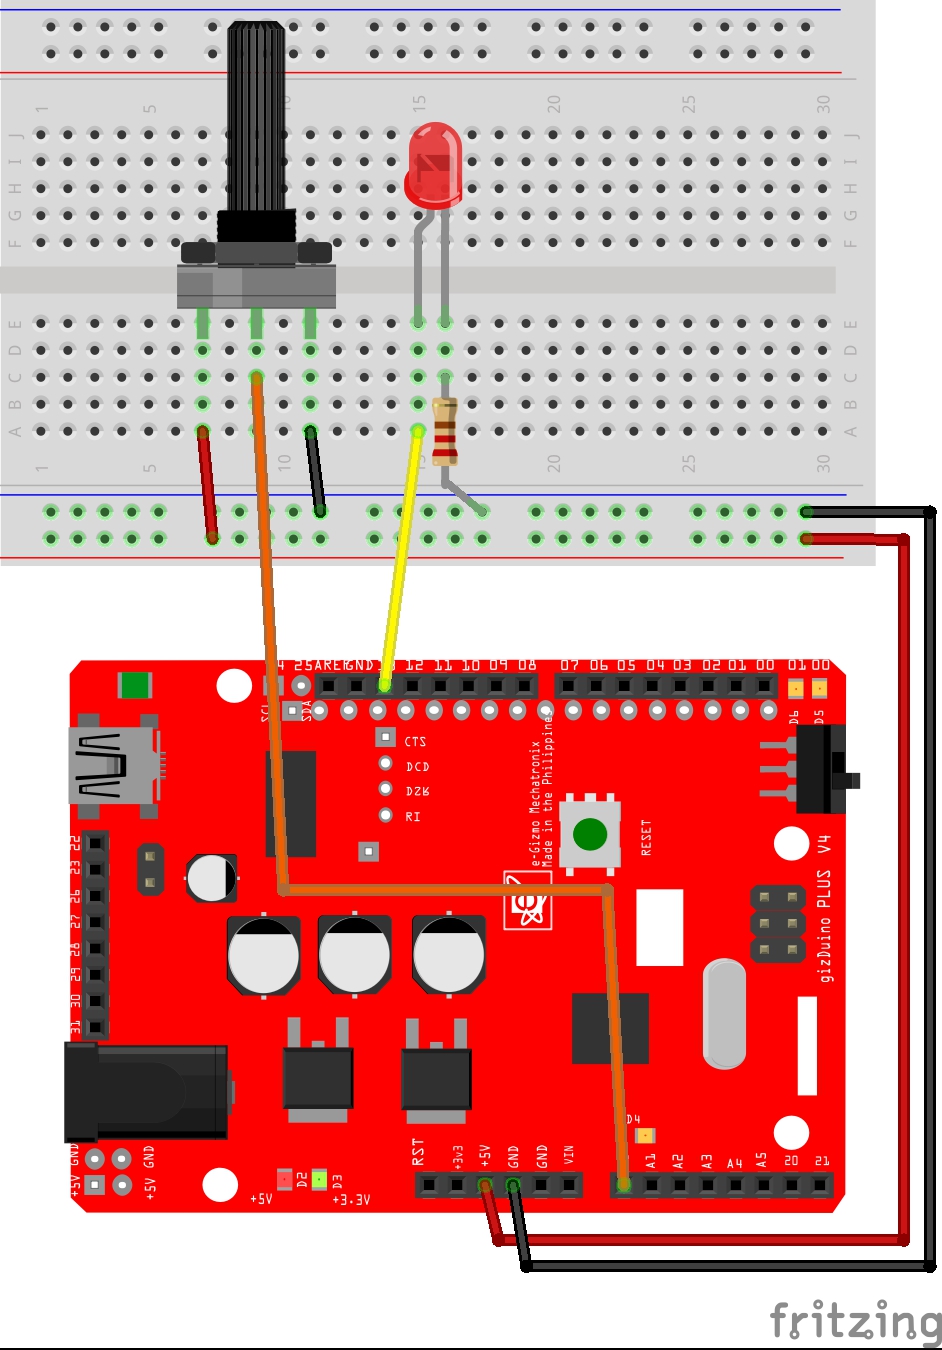 1 5 10 15 20 25 30
J J
I I
H H
G G
F F
E E
D D
C C
B B
A A
1 5 10 15 20 25 30
25 AREF GND 13 12 11 10 09 08 07 06 05 04 03 02 01 00 01 00
SCL SDA D6 D5
CTS
DCD
DSR
RI
e-Gizmo Mechatronix
Made in the Philippines
RESET
gizDuino PLUS V4
22
23
26
27
28
29
30
31
D4
+5V GND GND +5V
+5V D2 D3 +3.3V
RST +3V3 +5V GND GND VIN A1 A2 A3 A4 A5 20 21
fritzing